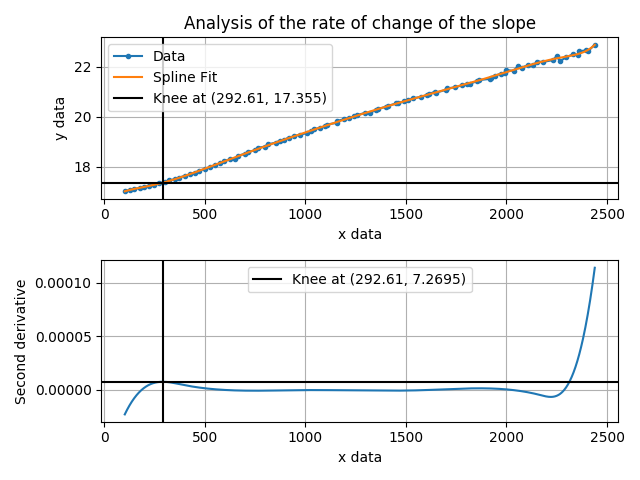 Analysis of the rate of change of the slope
Data
Spline Fit
Knee at (292.61, 17.355)
y data
22
20
18
0 500 1000 1500 2000 2500
x data
Knee at (292.61, 7.2695)
Second derivative
0.00010
0.00005
0.00000
0 500 1000 1500 2000 2500
x data